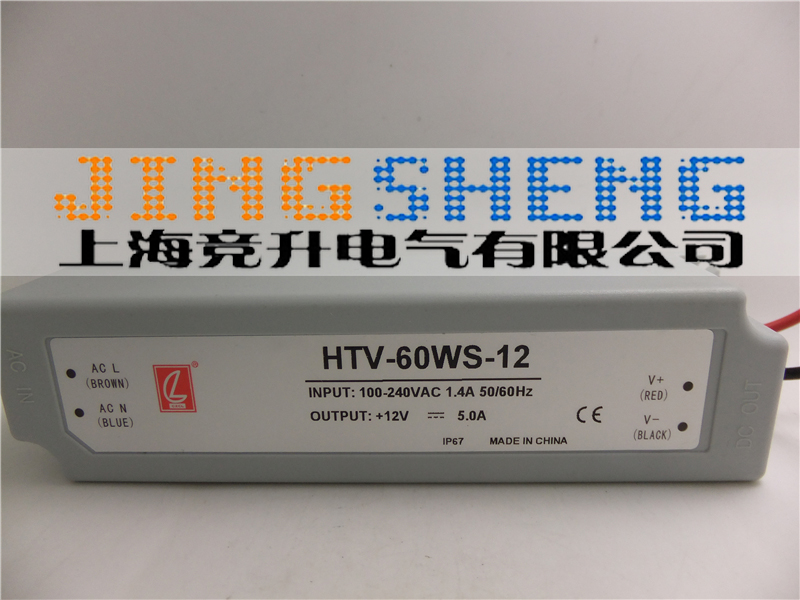 JINGSHENG
上海竞升电气有限公司
AC IN
AC L
(BROWN)
AC N
(BLUE)
HTV-60WS-12
INPUT: 100-240VAC 1.4A 50/60Hz
OUTPUT: +12V ⎓ 5.0A
CE
IP67 MADE IN CHINA
V+
(RED)
V-
(BLACK)
DC OUT